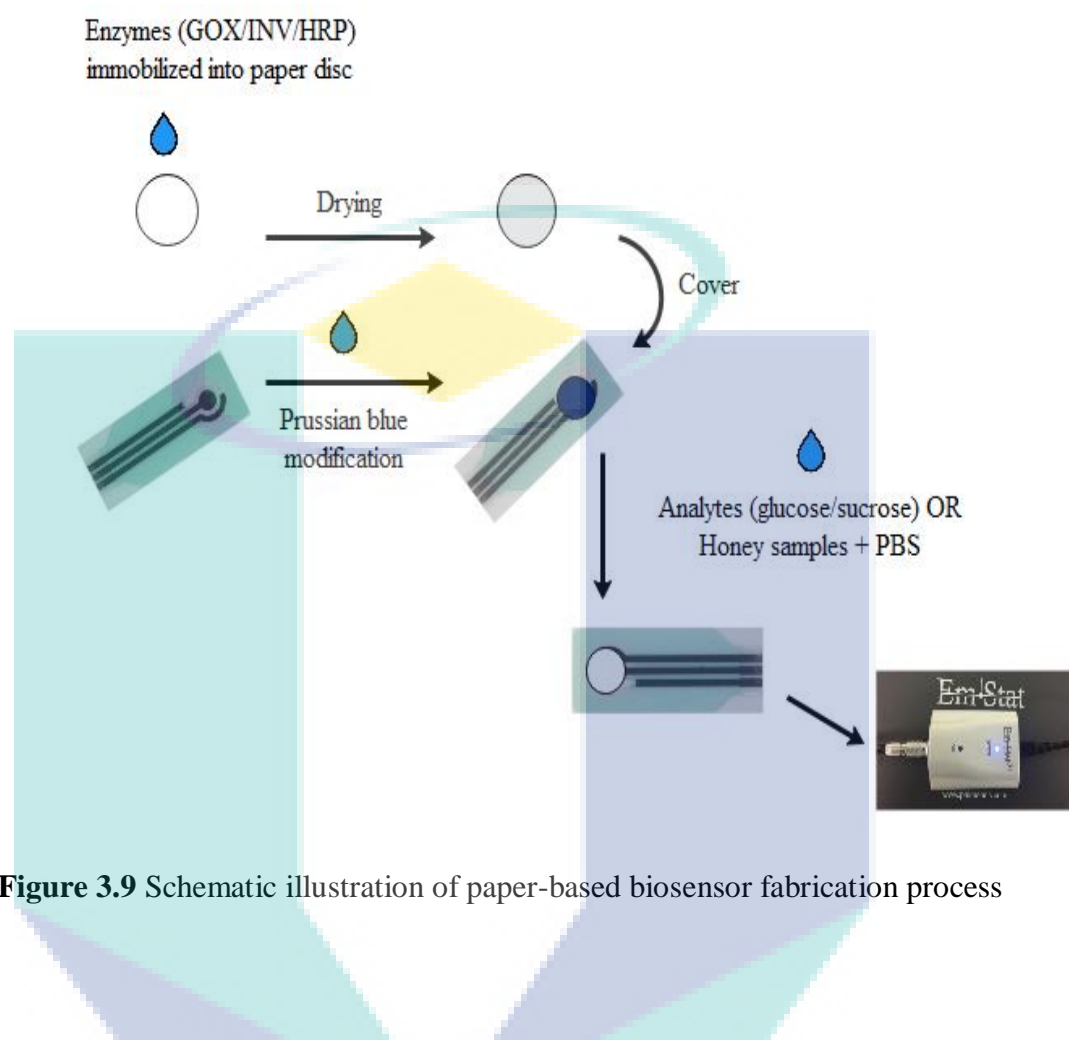 Enzymes (GOX/INV/HRP)
immobilized into paper disc
Drying
Cover
Prussian blue
modification
Analytes (glucose/sucrose) OR
Honey samples + PBS
Em Stat
Figure 3.9 Schematic illustration of paper-based biosensor fabrication process